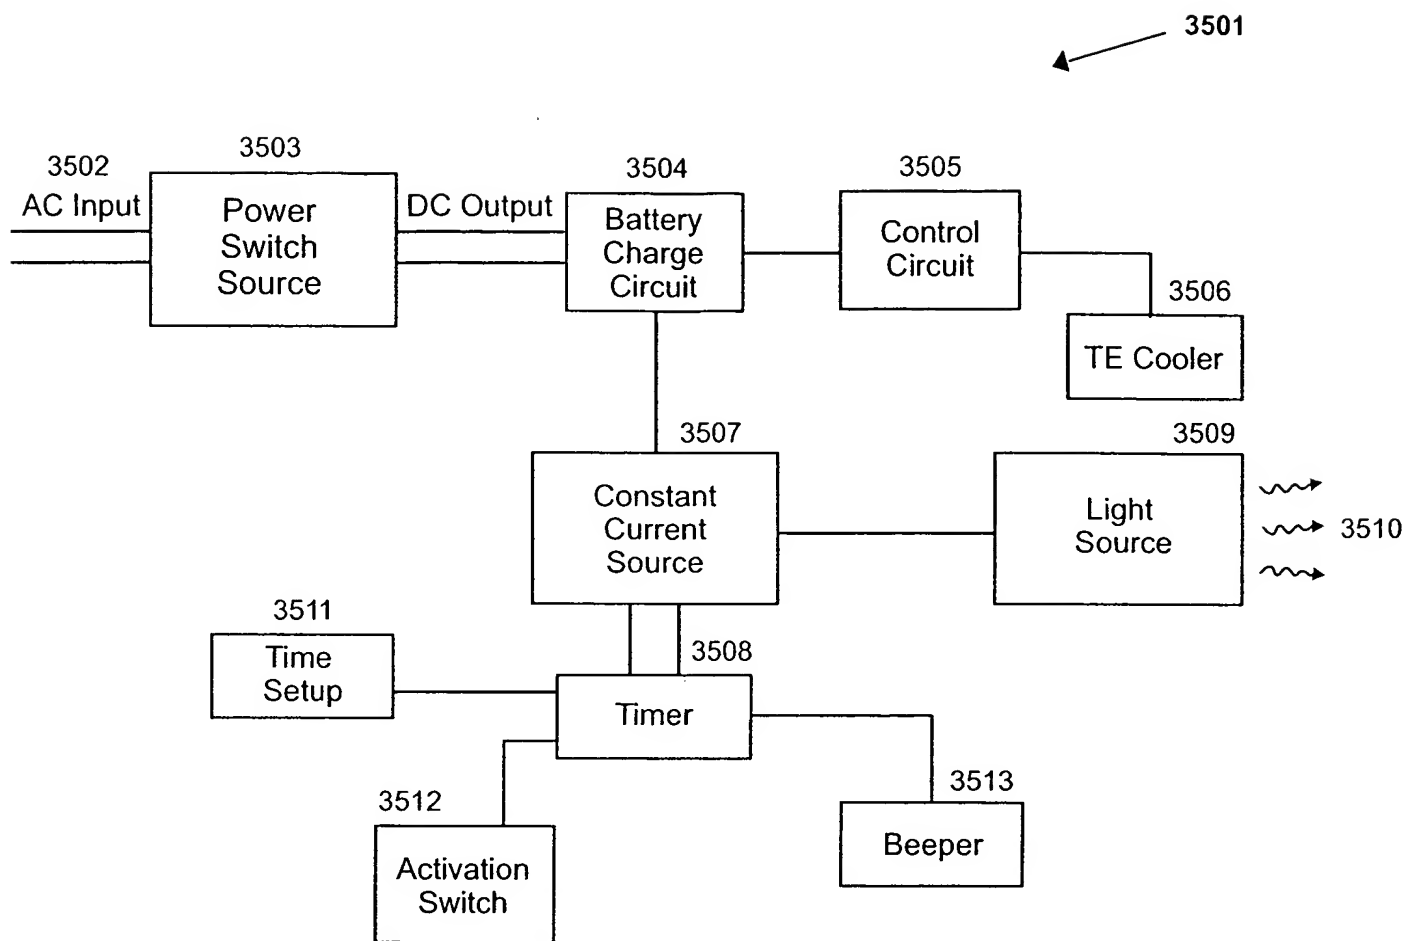 3501
3502
AC Input
3503
Power
Switch
Source
DC Output
3504
Battery
Charge
Circuit
3505
Control
Circuit
3506
TE Cooler
3507
Constant
Current
Source
3509
Light
Source
3510
3511
Time
Setup
3508
Timer
3512
Activation
Switch
3513
Beeper